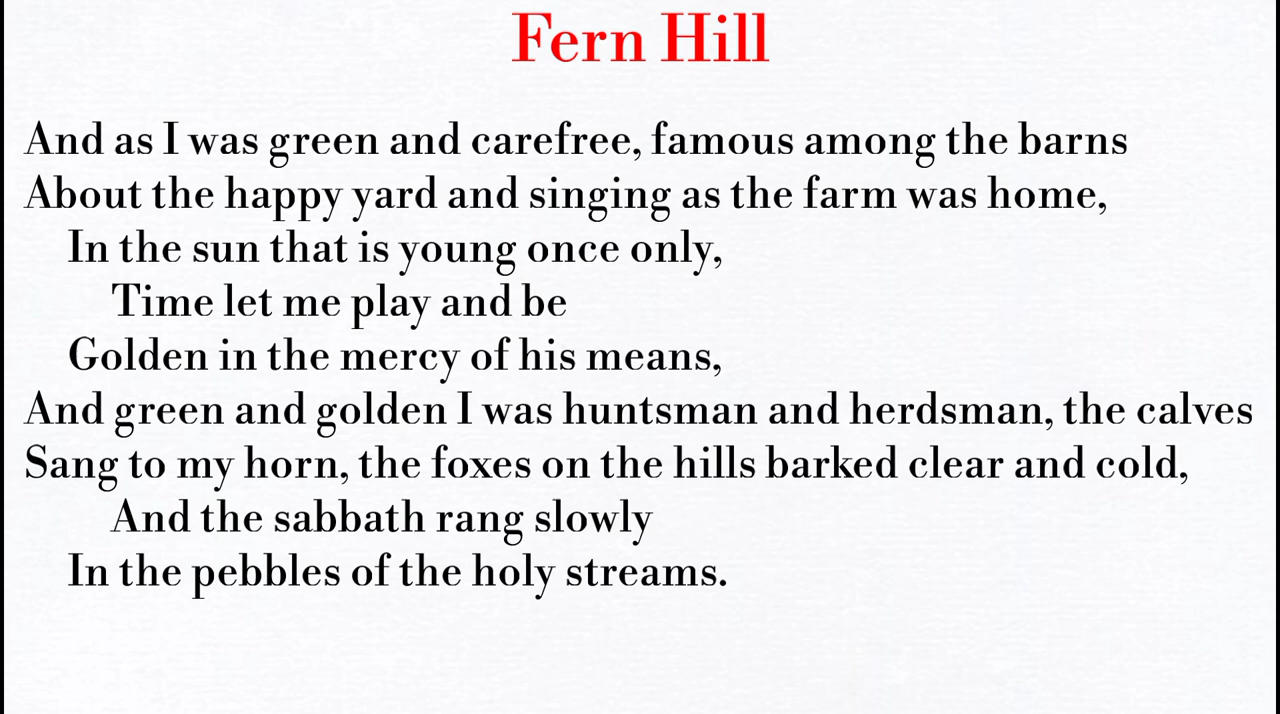 Fern Hill
And as I was green and carefree, famous among the barns
About the happy yard and singing as the farm was home,
In the sun that is young once only,
Time let me play and be
Golden in the mercy of his means,
And green and golden I was huntsman and herdsman, the calves
Sang to my horn, the foxes on the hills barked clear and cold,
And the sabbath rang slowly
In the pebbles of the holy streams.